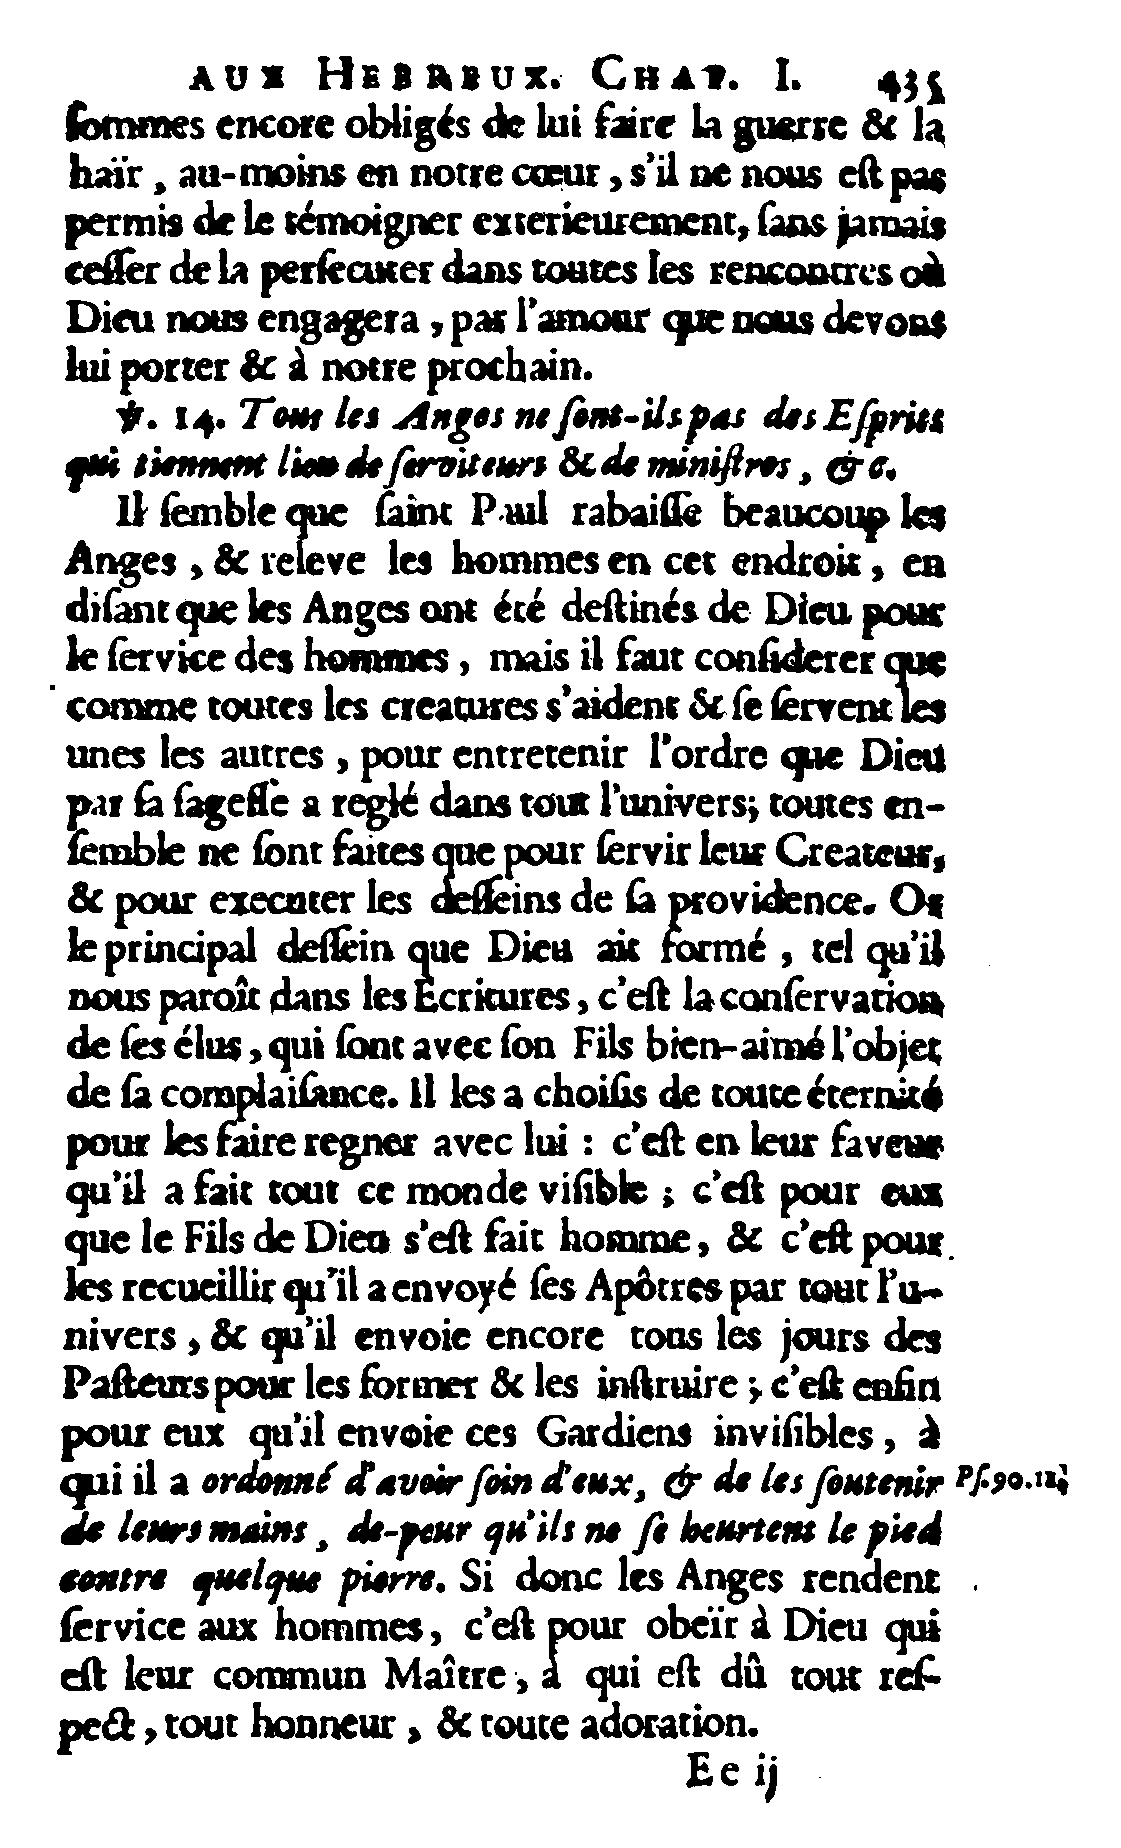 AUX HEBREUX. CHAP. I. 435
ſommes encore obligés de lui faire la guerre & la
haïr, au-moins en notre cœur, s'il ne nous eſt pas
permis de le témoigner exterieurement, ſans jamais
ceſſer de la perſecuter dans toutes les rencontres où
Dieu nous engagera, par l'amour que nous devons
lui porter & à notre prochain.
℣. 14. Tous les Anges ne ſont-ils pas des Eſprits
qui tiennent lieu de ſerviteurs & de miniſtres, &c.
Il ſemble que ſaint Paul rabaiſſe beaucoup les
Anges, & releve les hommes en cet endroit, en
diſant que les Anges ont été deſtinés de Dieu pour
le ſervice des hommes, mais il faut conſiderer que
comme toutes les creatures s'aident & ſe ſervent les
unes les autres, pour entretenir l'ordre que Dieu
par ſa ſageſſe a reglé dans tout l'univers; toutes en-
ſemble ne ſont faites que pour ſervir leur Createur,
& pour executer les deſſeins de ſa providence. Or
le principal deſſein que Dieu ait formé, tel qu'il
nous paroît dans les Ecritures, c'eſt la conſervation
de ſes élus, qui ſont avec ſon Fils bien-aimé l'objet
de ſa complaiſance. Il les a choiſis de toute éternité
pour les faire regner avec lui : c'eſt en leur faveur
qu'il a fait tout ce monde viſible ; c'eſt pour eux
que le Fils de Dieu s'eſt fait homme, & c'eſt pour
les recueillir qu'il a envoyé ſes Apôtres par tout l'u-
nivers, & qu'il envoie encore tous les jours des
Paſteurs pour les former & les inſtruire ; c'eſt enfin
pour eux qu'il envoie ces Gardiens inviſibles, à
qui il a ordonné d'avoir ſoin d'eux, & de les ſoutenir Pſ. 90. 12.
de leurs mains, de-peur qu'ils ne ſe heurtent le pied
contre quelque pierre. Si donc les Anges rendent
ſervice aux hommes, c'eſt pour obeïr à Dieu qui
eſt leur commun Maître, à qui eſt dû tout reſ-
pect, tout honneur, & toute adoration.
Ee ij